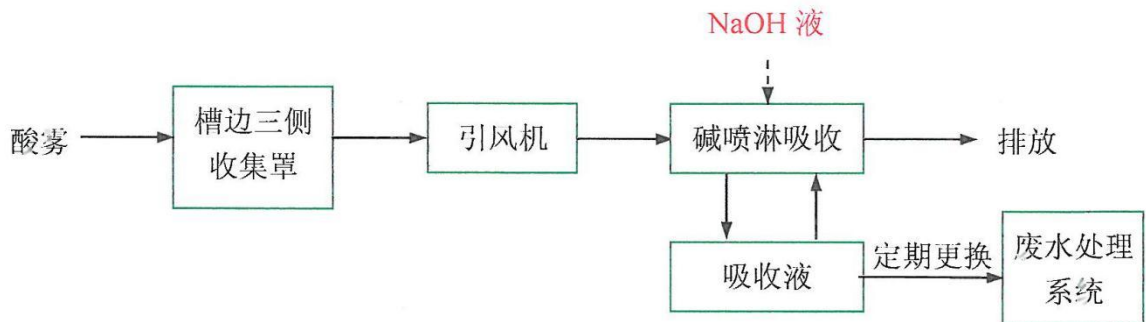 NaOH 液
酸雾
槽边三侧
收集罩
引风机
碱喷淋吸收
排放
吸收液
定期更换
废水处理
系统